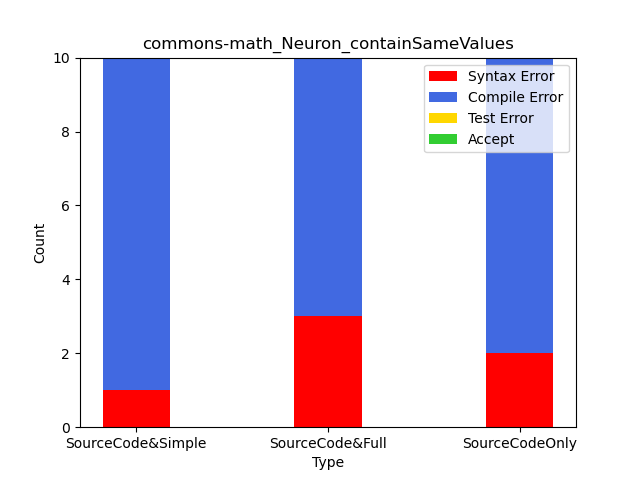 commons-math_Neuron_containSameValues
10
8
6
4
2
0
Count
Syntax Error
Compile Error
Test Error
Accept
SourceCode&Simple
SourceCode&Full
SourceCodeOnly
Type